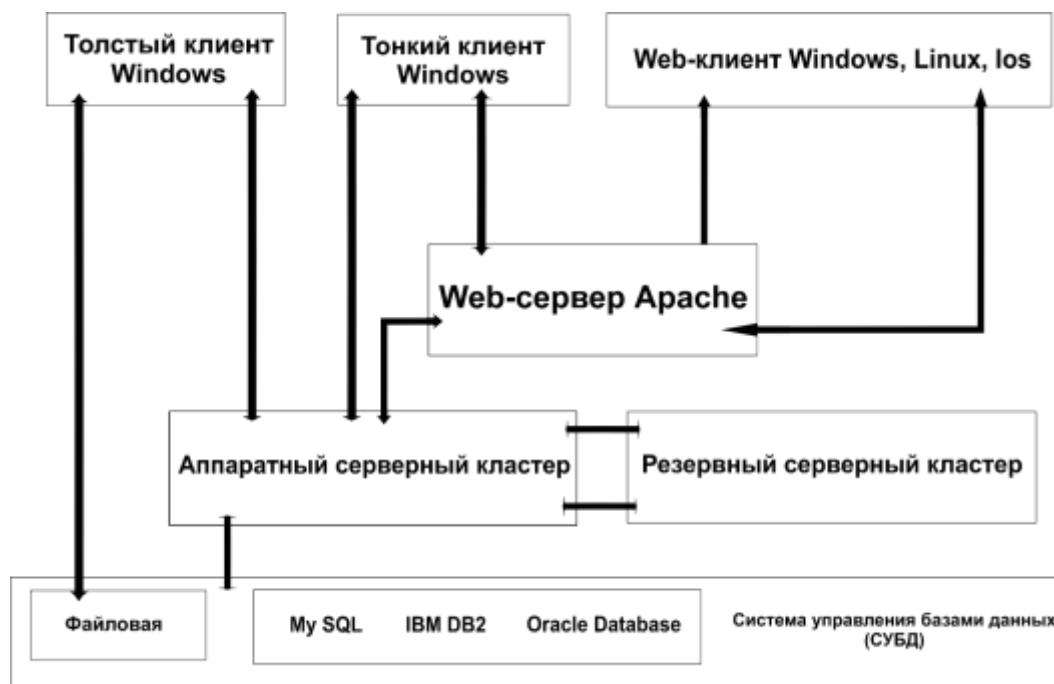 Толстый клиент
Windows
Тонкий клиент
Windows
Web-клиент Windows, Linux, Ios
Web-сервер Apache
Аппаратный серверный кластер
Резервный серверный кластер
Файловая
My SQL IBM DB2 Oracle Database
Система управления базами данных
(СУБД)